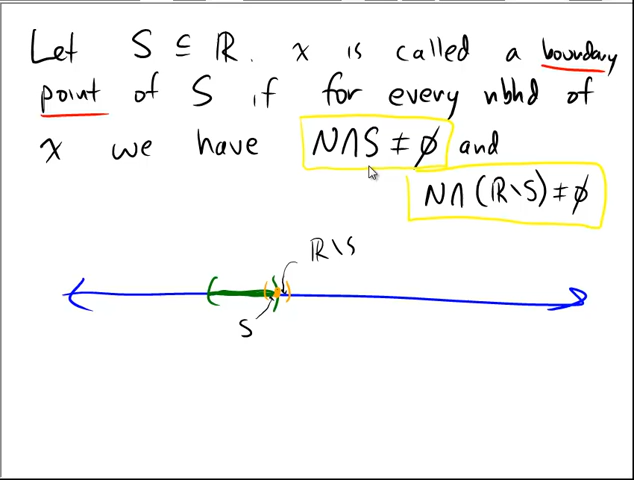 Let S ⊆ ℝ. x is called a boundary
point of S if for every nbhd of
x we have N∩S ≠ ∅ and
N∩(ℝ\S) ≠ ∅
ℝ\S
S